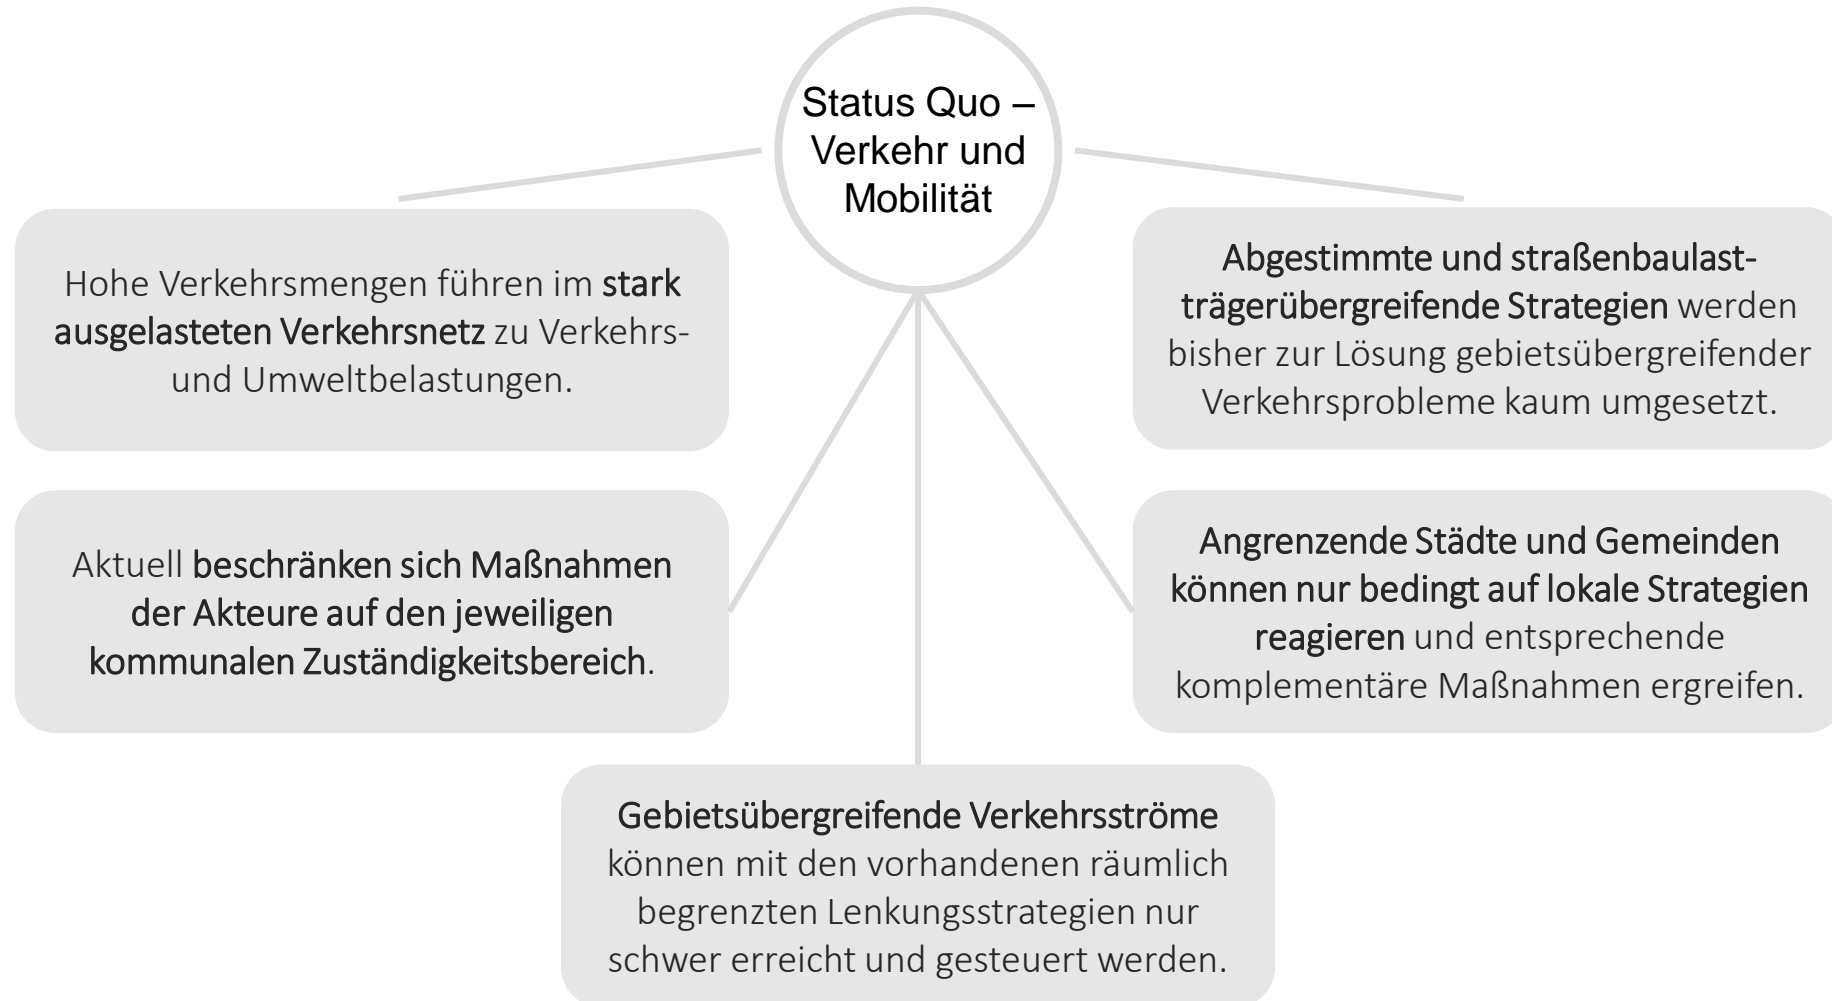 Status Quo –
Verkehr und
Mobilität
Hohe Verkehrsmengen führen im stark
ausgelasteten Verkehrsnetz zu Verkehrs-
und Umweltbelastungen.
Abgestimmte und straßenbaulast-
trägerübergreifende Strategien werden
bisher zur Lösung gebietsübergreifender
Verkehrsprobleme kaum umgesetzt.
Aktuell beschränken sich Maßnahmen
der Akteure auf den jeweiligen
kommunalen Zuständigkeitsbereich.
Angrenzende Städte und Gemeinden
können nur bedingt auf lokale Strategien
reagieren und entsprechende
komplementäre Maßnahmen ergreifen.
Gebietsübergreifende Verkehrsströme
können mit den vorhandenen räumlich
begrenzten Lenkungsstrategien nur
schwer erreicht und gesteuert werden.